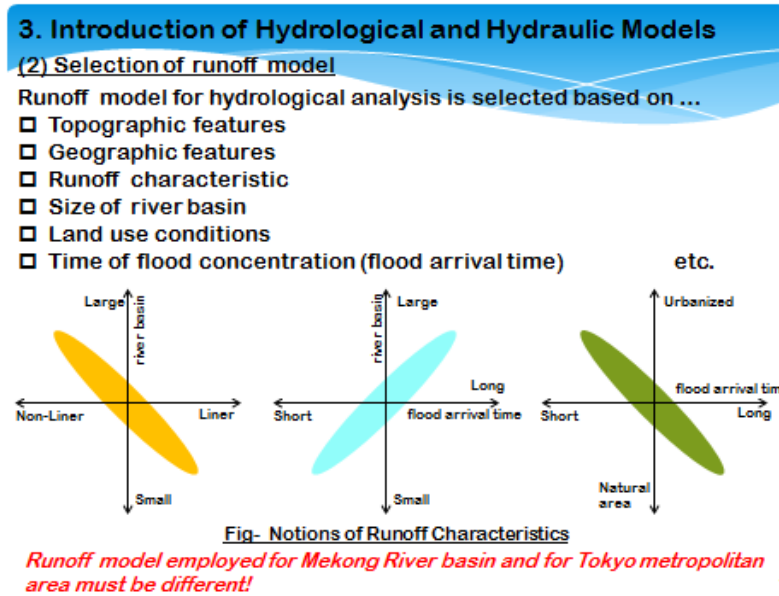 3. Introduction of Hydrological and Hydraulic Models
(2) Selection of runoff model
Runoff model for hydrological analysis is selected based on ...
Topographic features
Geographic features
Runoff characteristic
Size of river basin
Land use conditions
Time of flood concentration (flood arrival time) etc.
Large
river basin
Non-Liner
Liner
Small
Large
river basin
Long
Short
flood arrival time
Small
Urbanized
flood arrival tim
Short
Long
Natural
area
Fig- Notions of Runoff Characteristics
Runoff model employed for Mekong River basin and for Tokyo metropolitan
area must be different!